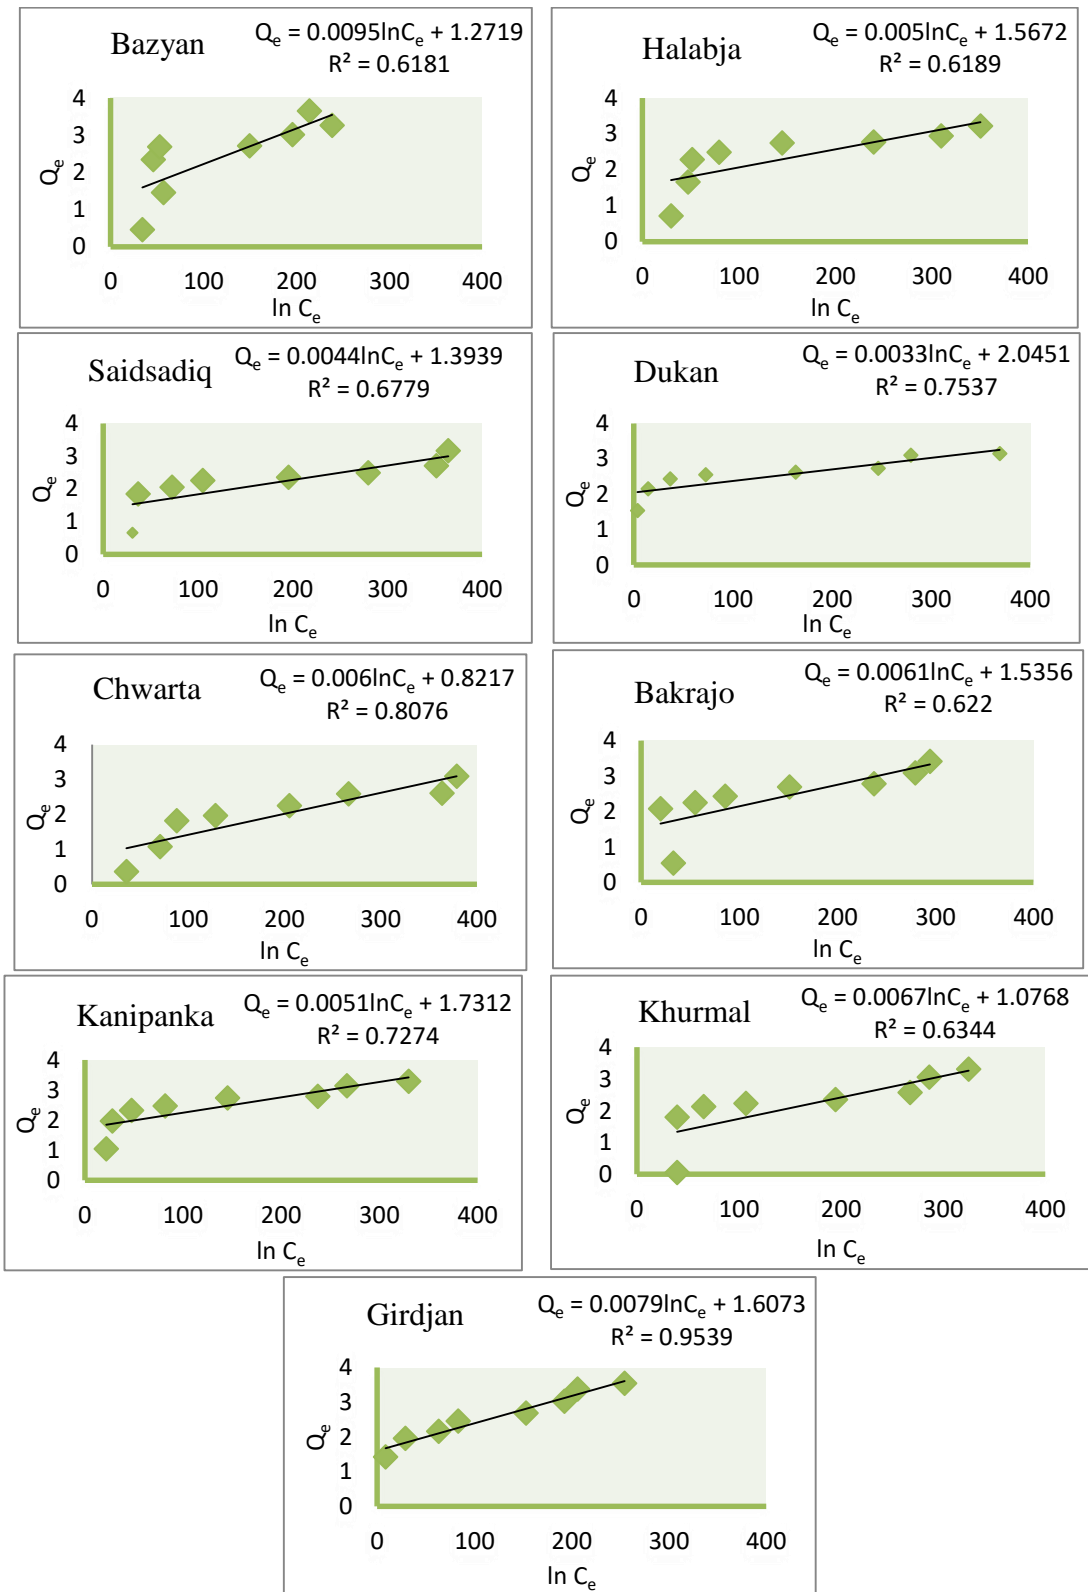 Bazyan
Qₑ = 0.0095lnCₑ + 1.2719
R² = 0.6181
4
3
2
1
0
Qₑ
0 100 200 300 400
ln Cₑ
Halabja
Qₑ = 0.005lnCₑ + 1.5672
R² = 0.6189
4
3
2
1
0
Qₑ
0 100 200 300 400
ln Cₑ
Saidsadiq
Qₑ = 0.0044lnCₑ + 1.3939
R² = 0.6779
4
3
2
1
0
Qₑ
0 100 200 300 400
ln Cₑ
Dukan
Qₑ = 0.0033lnCₑ + 2.0451
R² = 0.7537
4
3
2
1
0
Qₑ
0 100 200 300 400
ln Cₑ
Chwarta
Qₑ = 0.006lnCₑ + 0.8217
R² = 0.8076
4
3
2
1
0
Qₑ
0 100 200 300 400
ln Cₑ
Bakrajo
Qₑ = 0.0061lnCₑ + 1.5356
R² = 0.622
4
3
2
1
0
Qₑ
0 100 200 300 400
ln Cₑ
Kanipanka
Qₑ = 0.0051lnCₑ + 1.7312
R² = 0.7274
4
3
2
1
0
Qₑ
0 100 200 300 400
ln Cₑ
Khurmal
Qₑ = 0.0067lnCₑ + 1.0768
R² = 0.6344
4
3
2
1
0
Qₑ
0 100 200 300 400
ln Cₑ
Girdjan
Qₑ = 0.0079lnCₑ + 1.6073
R² = 0.9539
4
3
2
1
0
Qₑ
0 100 200 300 400
ln Cₑ